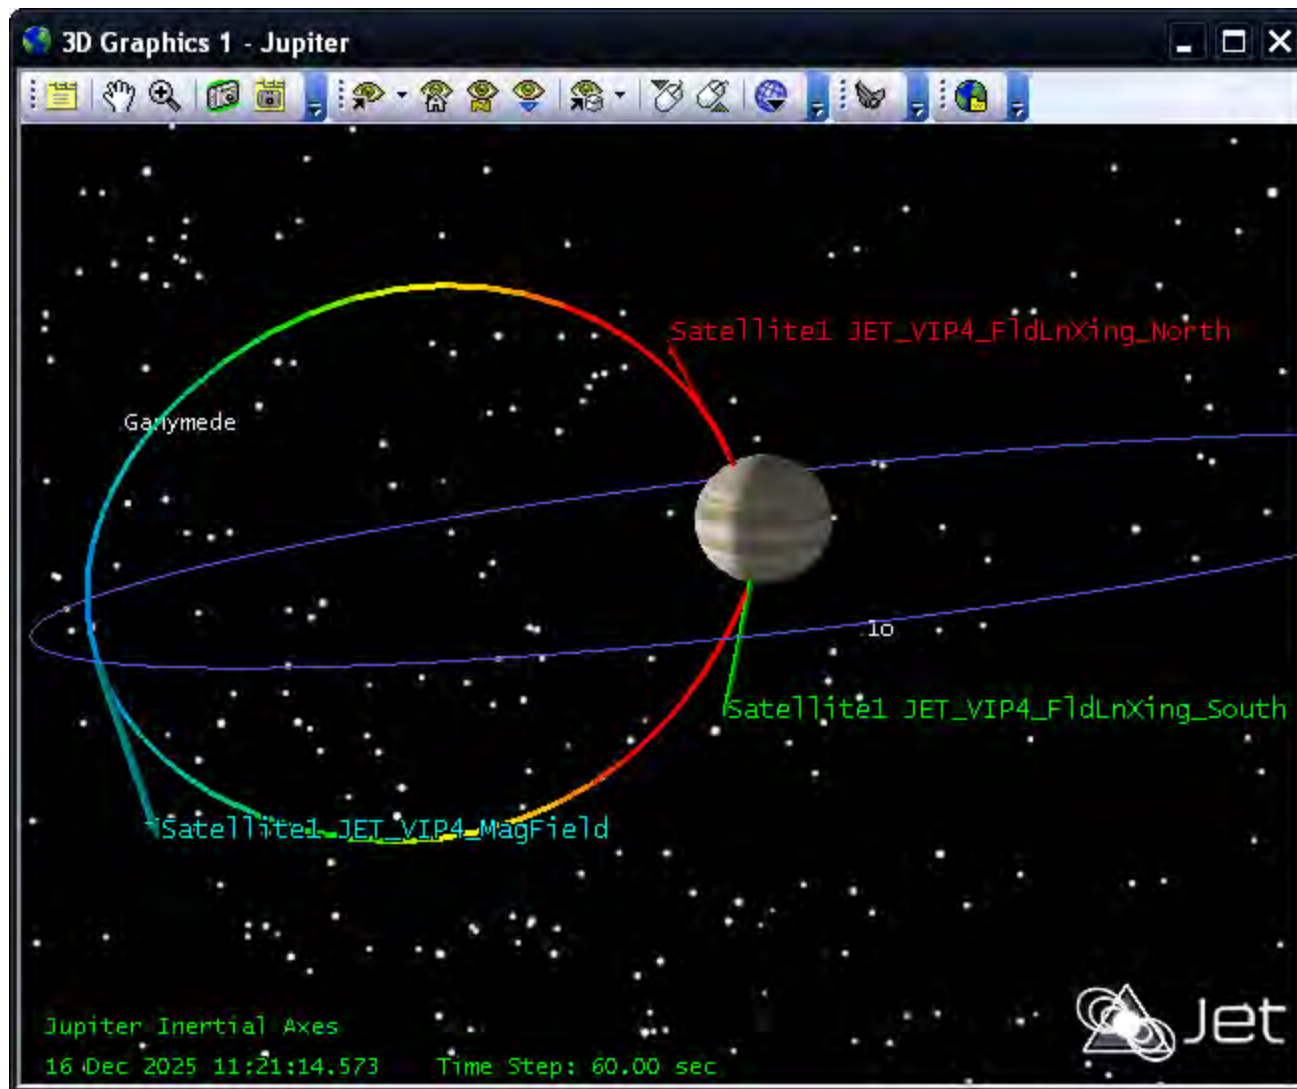 3D Graphics 1 - Jupiter
Satellite1 JET_VIP4_FldLnXing_North
Ganymede
Io
Satellite1 JET_VIP4_FldLnXing_South
Satellite1 JET_VIP4_MagField
Jet
Jupiter Inertial Axes
16 Dec 2025 11:21:14.573 Time Step: 60.00 sec